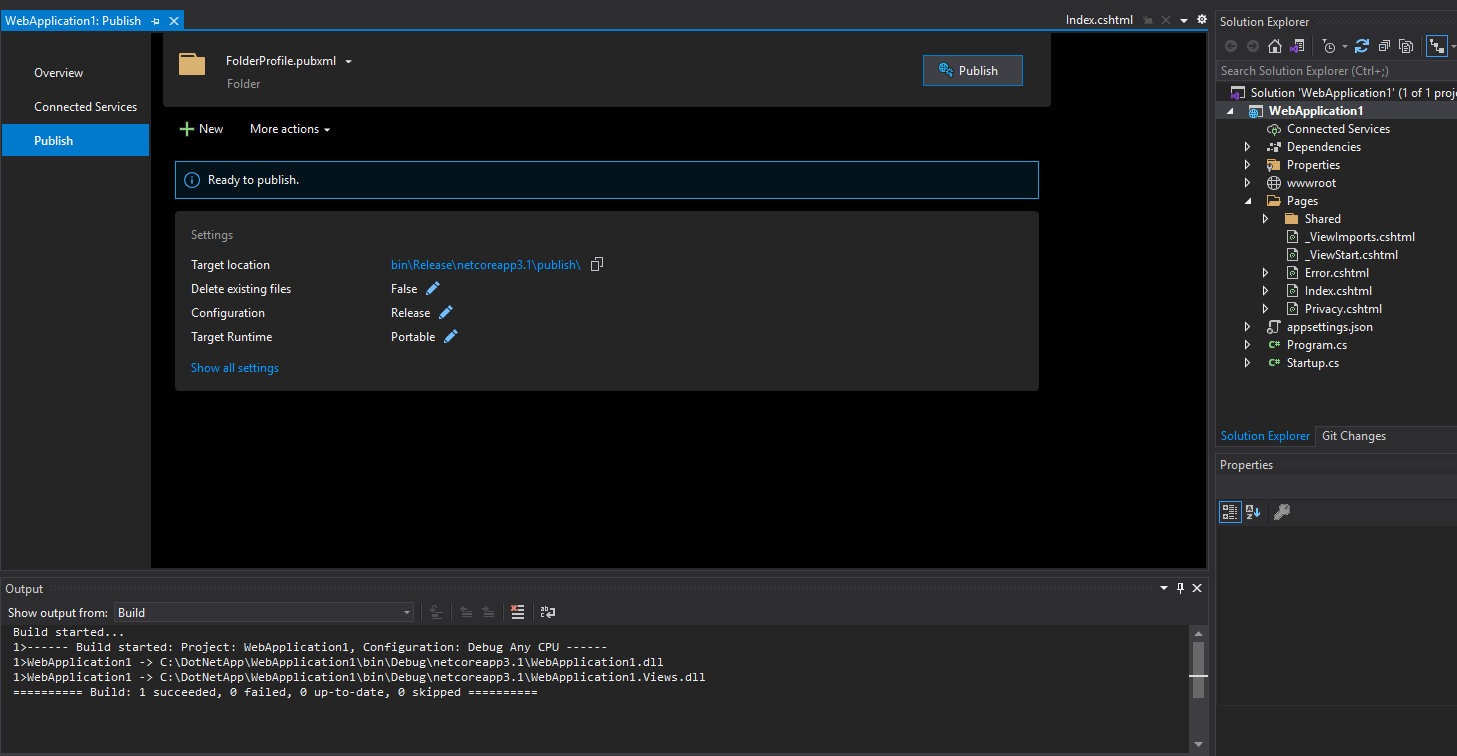 WebApplication1: Publish
Index.cshtml
Overview
Connected Services
Publish
FolderProfile.pubxml
Folder
Publish
New
More actions
Ready to publish.
Settings
Target location bin\Release\netcoreapp3.1\publish\
Delete existing files False
Configuration Release
Target Runtime Portable
Show all settings
Output
Show output from: Build
Build started...
1>------ Build started: Project: WebApplication1, Configuration: Debug Any CPU ------
1>WebApplication1 -> C:\DotNetApp\WebApplication1\bin\Debug\netcoreapp3.1\WebApplication1.dll
1>WebApplication1 -> C:\DotNetApp\WebApplication1\bin\Debug\netcoreapp3.1\WebApplication1.Views.dll
========== Build: 1 succeeded, 0 failed, 0 up-to-date, 0 skipped ==========
Solution Explorer
Search Solution Explorer (Ctrl+;)
Solution 'WebApplication1' (1 of 1 proje
WebApplication1
Connected Services
Dependencies
Properties
wwwroot
Pages
Shared
_ViewImports.cshtml
_ViewStart.cshtml
Error.cshtml
Index.cshtml
Privacy.cshtml
appsettings.json
C# Program.cs
C# Startup.cs
Solution Explorer Git Changes
Properties